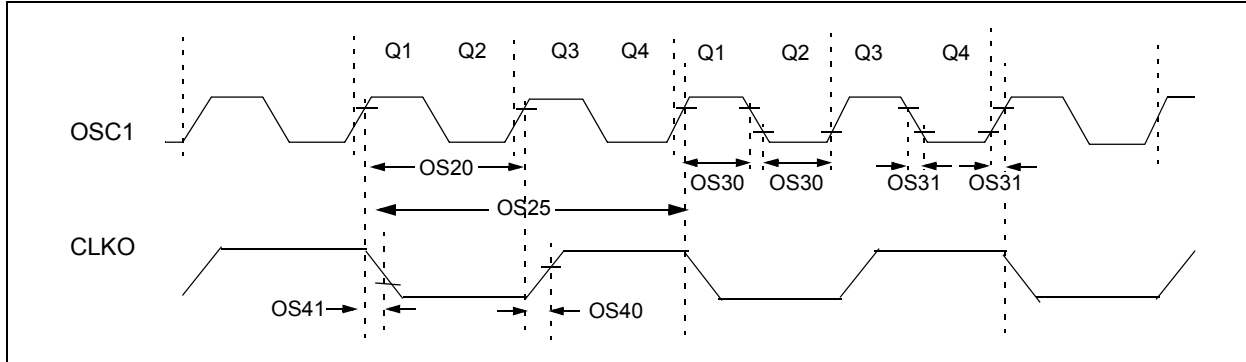 Q1 Q2 Q3 Q4 Q1 Q2 Q3 Q4
OSC1
OS20
OS30 OS30 OS31 OS31
OS25
CLKO
OS41 OS40